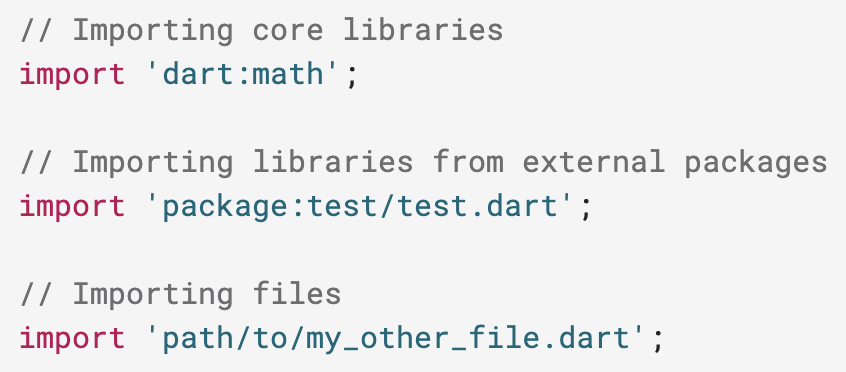 // Importing core libraries
import 'dart:math';
// Importing libraries from external packages
import 'package:test/test.dart';
// Importing files
import 'path/to/my_other_file.dart';